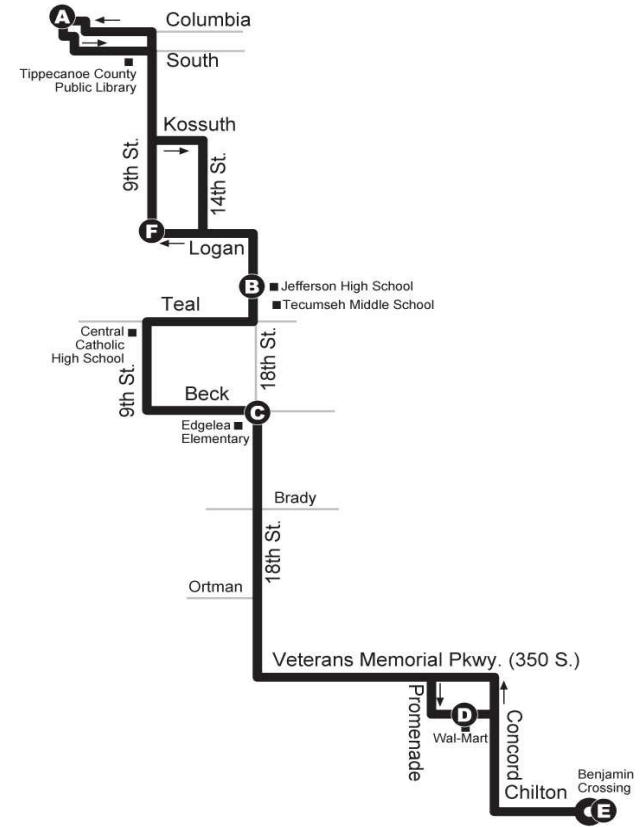 A
Columbia
South
Tippecanoe County
Public Library
Kossuth
9th St.
14th St.
F
Logan
B
Jefferson High School
Tecumseh Middle School
Teal
Central
Catholic
High School
18th St.
9th St.
Beck
C
Edgelea
Elementary
Brady
18th St.
Ortman
Veterans Memorial Pkwy. (350 S.)
Promenade
D
Wal-Mart
Concord
Benjamin
Crossing
Chilton
E